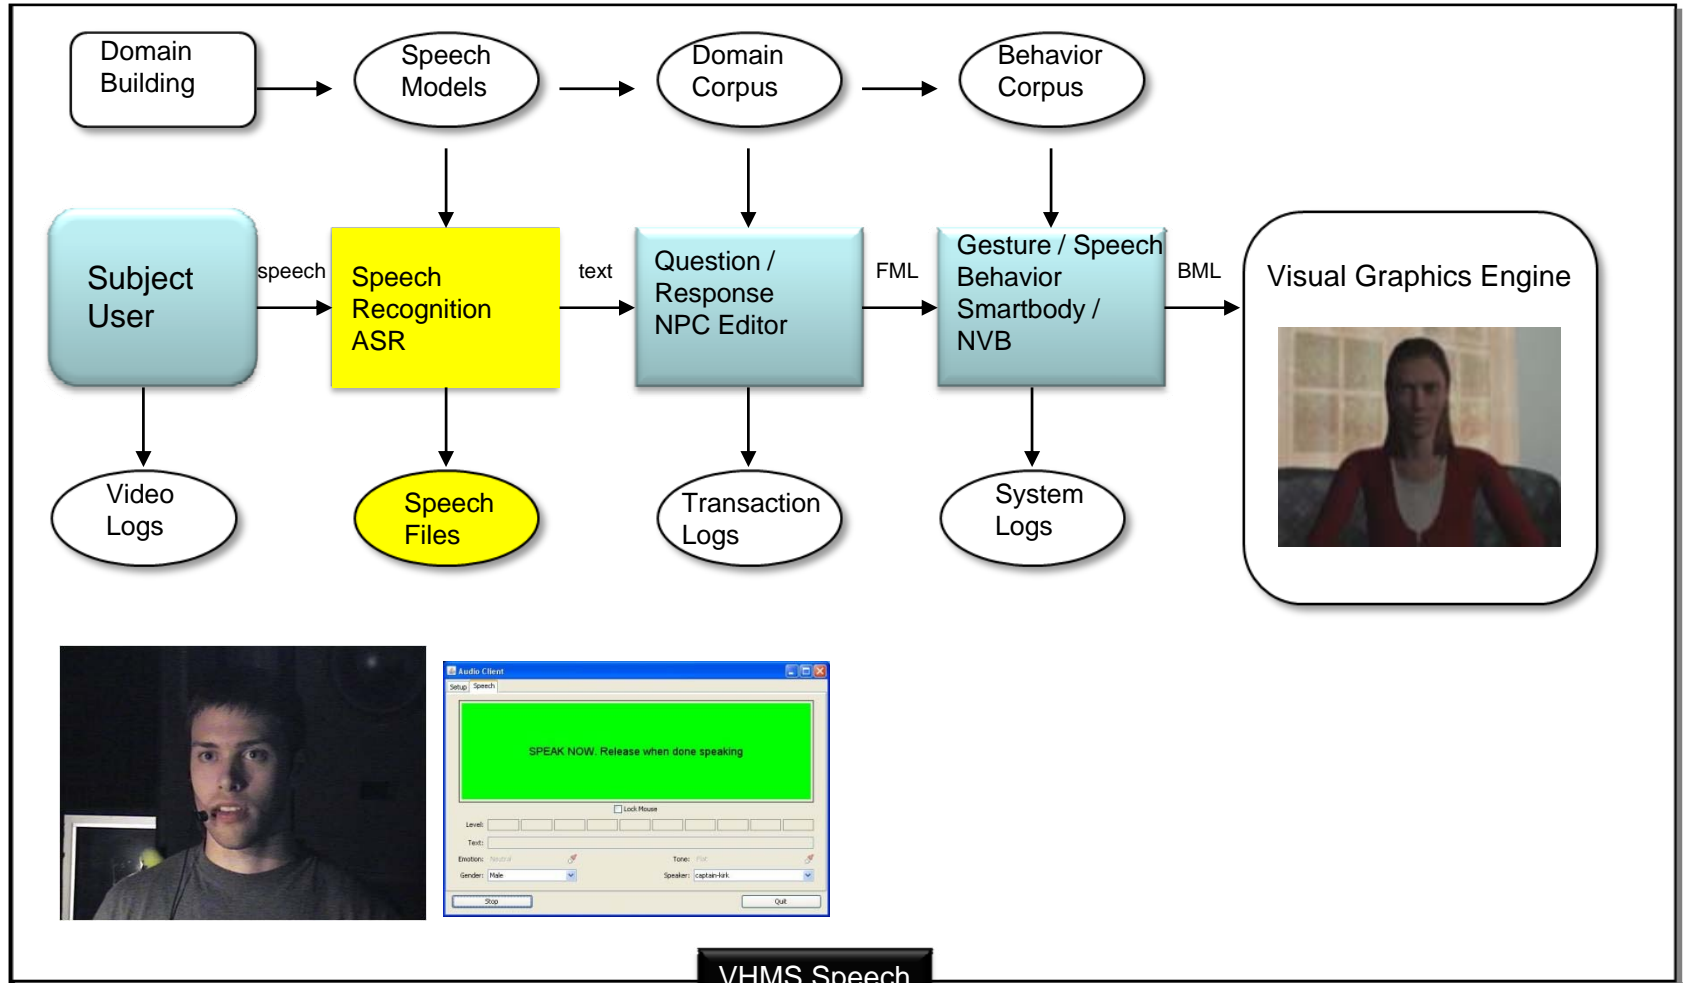 Domain
Building
Speech
Models
Domain
Corpus
Behavior
Corpus
Subject
User
speech
Speech
Recognition
ASR
text
Question /
Response
NPC Editor
FML
Gesture / Speech
Behavior
Smartbody /
NVB
BML
Visual Graphics Engine
Video
Logs
Speech
Files
Transaction
Logs
System
Logs
Audio Client
Setup Speech
SPEAK NOW. Release when done speaking
Lock Mouse
Level:
Text:
Emotion: Neutral Tone: Flat
Gender: Male Speaker: captain-kirk
Stop Quit
VHMS Speech